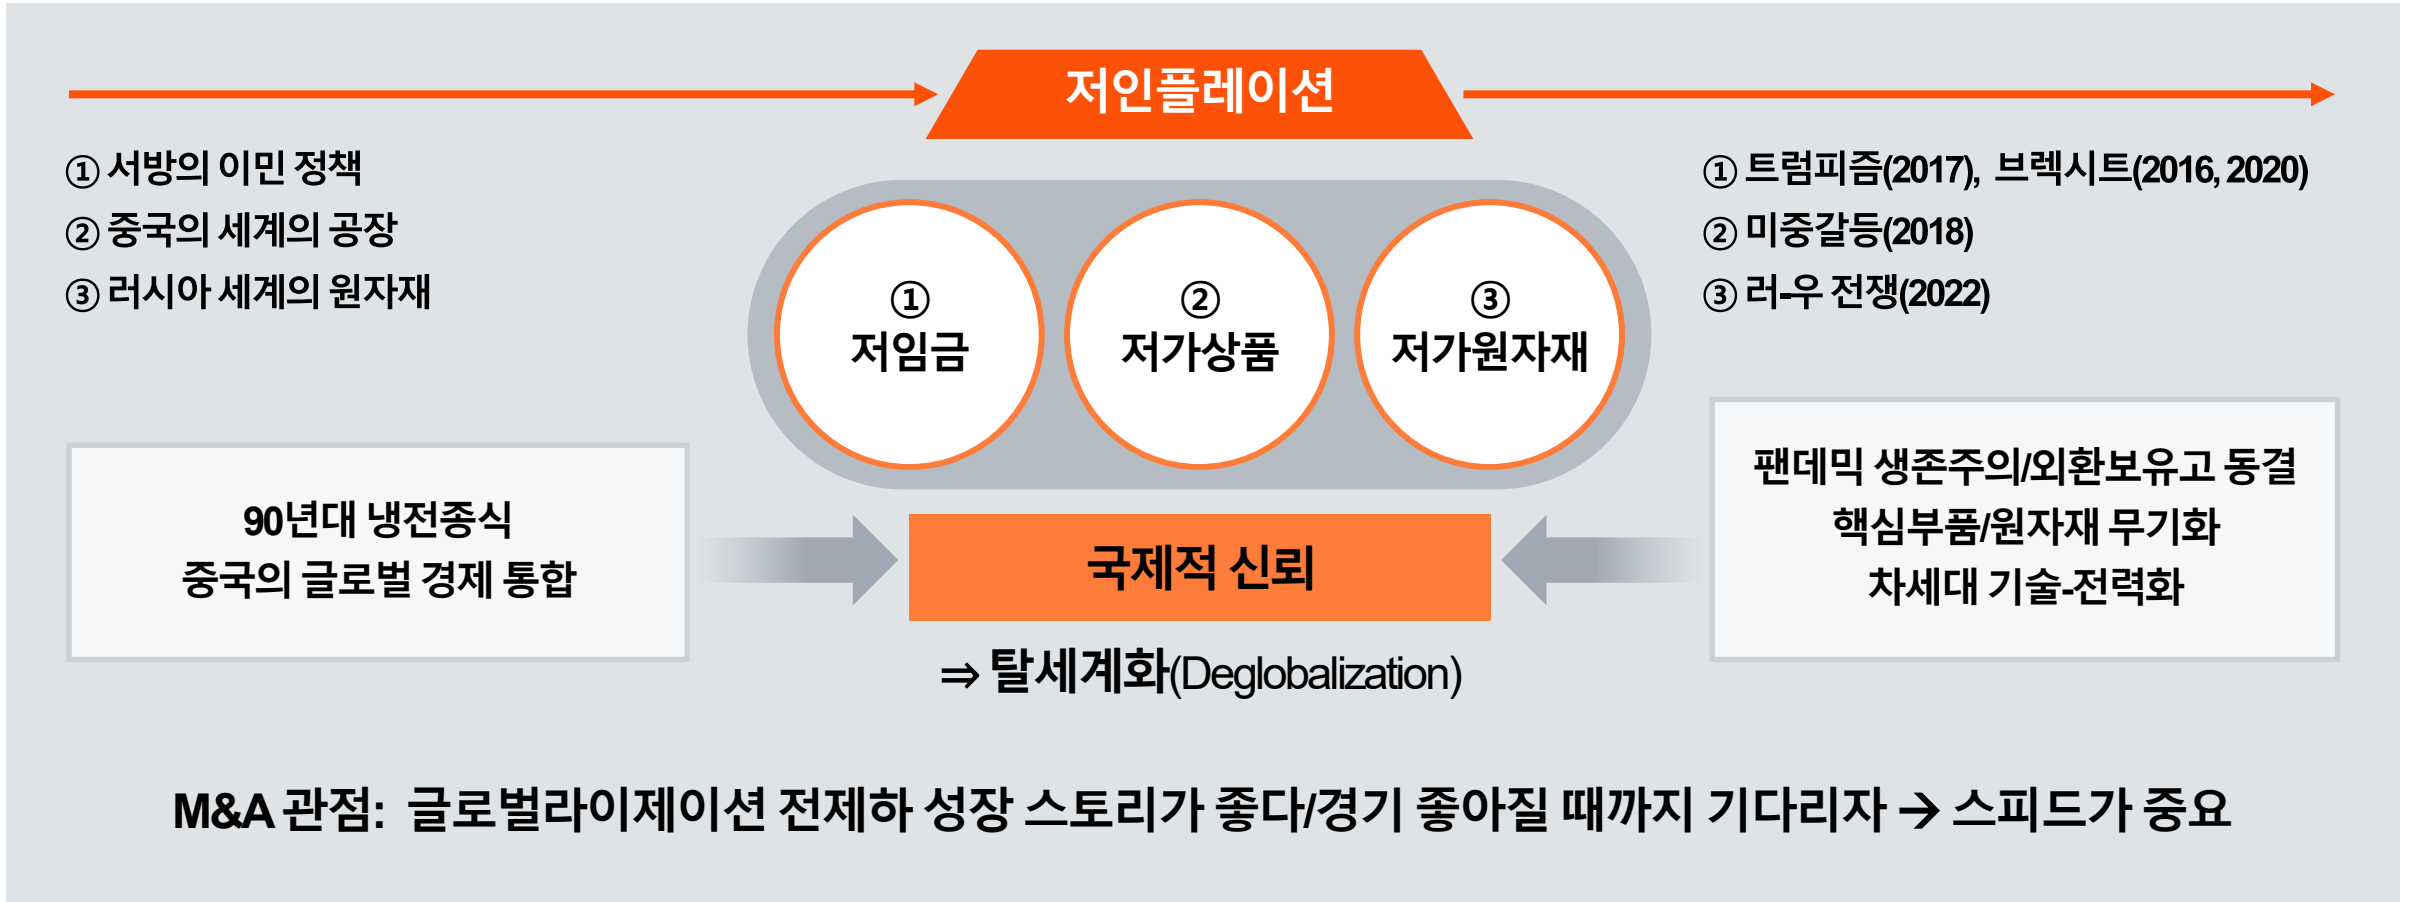 저인플레이션
① 서방의 이민 정책
② 중국의 세계의 공장
③ 러시아 세계의 원자재
①
저임금
②
저가상품
③
저가원자재
① 트럼피즘(2017), 브렉시트(2016, 2020)
② 미중갈등(2018)
③ 러-우 전쟁(2022)
90년대 냉전종식
중국의 글로벌 경제 통합
국제적 신뢰
⇒ 탈세계화(Deglobalization)
팬데믹 생존주의/외환보유고 동결
핵심부품/원자재 무기화
차세대 기술-전력화
M&A 관점: 글로벌라이제이션 전제하 성장 스토리가 좋다/경기 좋아질 때까지 기다리자 → 스피드가 중요